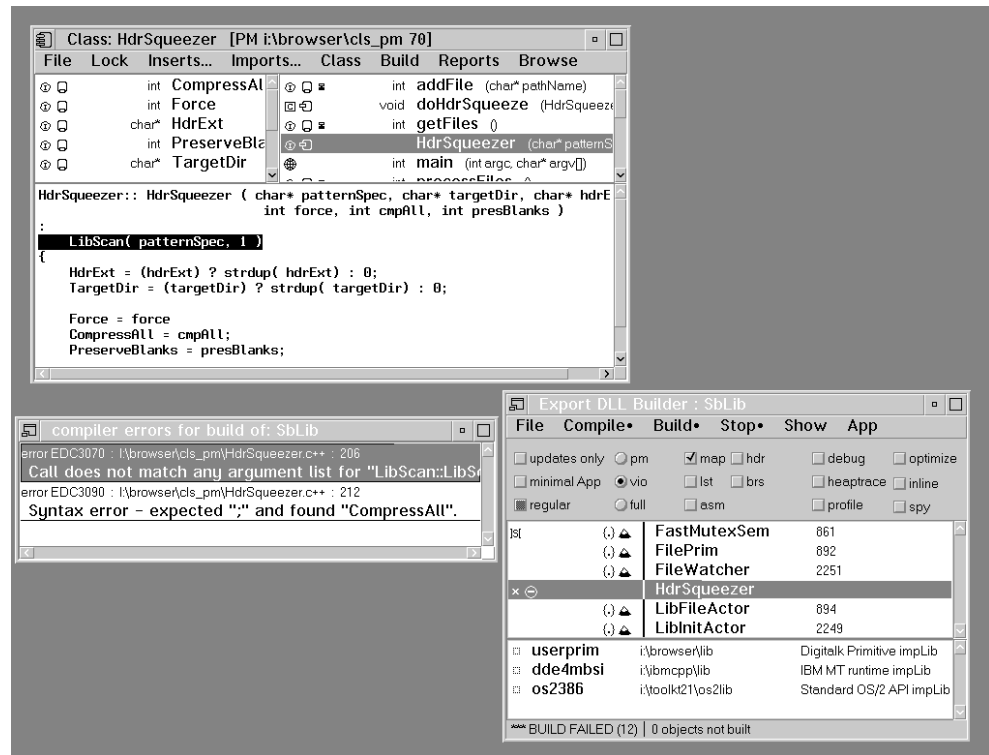 Class: HdrSqueezer [PM i:\browser\cls_pm 70]
File Lock Inserts... Imports... Class Build Reports Browse
int CompressAl
int Force
char* HdrExt
int PreserveBla
char* TargetDir
int addFile (char* pathName)
void doHdrSqueeze (HdrSqueeze
int getFiles ()
HdrSqueezer (char* patternS
int main (int argc, char* argv[])
int processFiles ()
HdrSqueezer:: HdrSqueezer ( char* patternSpec, char* targetDir, char* hdrE
int force, int cmpAll, int presBlanks )
:
LibScan( patternSpec, 1 )
{
HdrExt = (hdrExt) ? strdup( hdrExt) : 0;
TargetDir = (targetDir) ? strdup( targetDir) : 0;
Force = force
CompressAll = cmpAll;
PreserveBlanks = presBlanks;
compiler errors for build of: SbLib
error EDC3070 : I:\browser\cls_pm\HdrSqueezer.c++ : 206
Call does not match any argument list for "LibScan::LibS
error EDC3090 : I:\browser\cls_pm\HdrSqueezer.c++ : 212
Syntax error - expected ";" and found "CompressAll".
Export DLL Builder : SbLib
File Compile• Build• Stop• Show App
updates only pm map hdr debug optimize
minimal App vio lst brs heaptrace inline
regular full asm profile spy
]S[ (.) FastMutexSem 861
(.) FilePrim 892
(.) FileWatcher 2251
× HdrSqueezer
(.) LibFileActor 894
(.) LibInitActor 2249
userprim i:\browser\lib Digitalk Primitive impLib
dde4mbsi i:\ibmcpp\lib IBM MT runtime impLib
os2386 i:\toolkt21\os2lib Standard OS/2 API impLib
*** BUILD FAILED (12) 0 objects not built